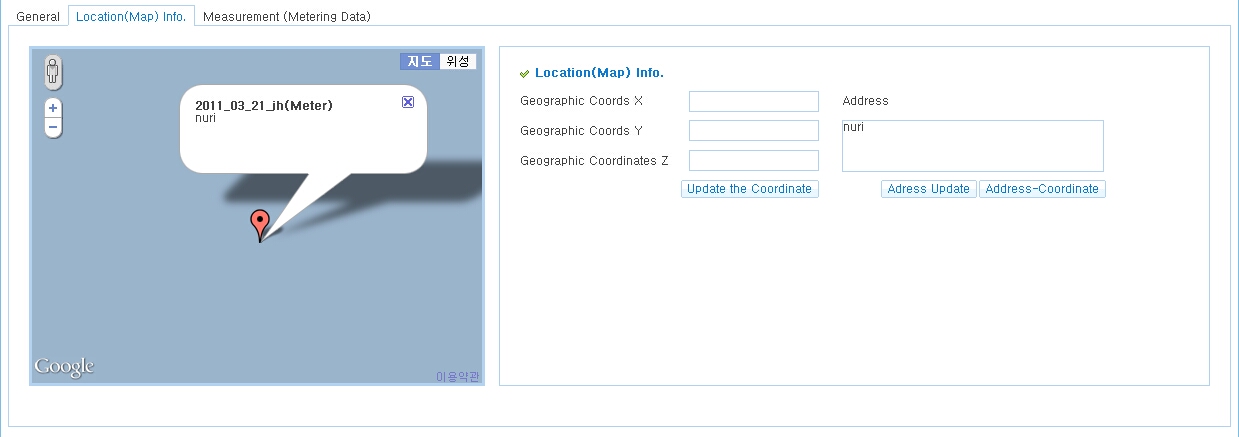 General Location(Map) Info. Measurement (Metering Data)
지도 위성
2011_03_21_jh(Meter)
nuri
Google
이용약관
Location(Map) Info.
Geographic Coords X
Geographic Coords Y
Geographic Coordinates Z
Update the Coordinate
Address
nuri
Adress Update Address-Coordinate